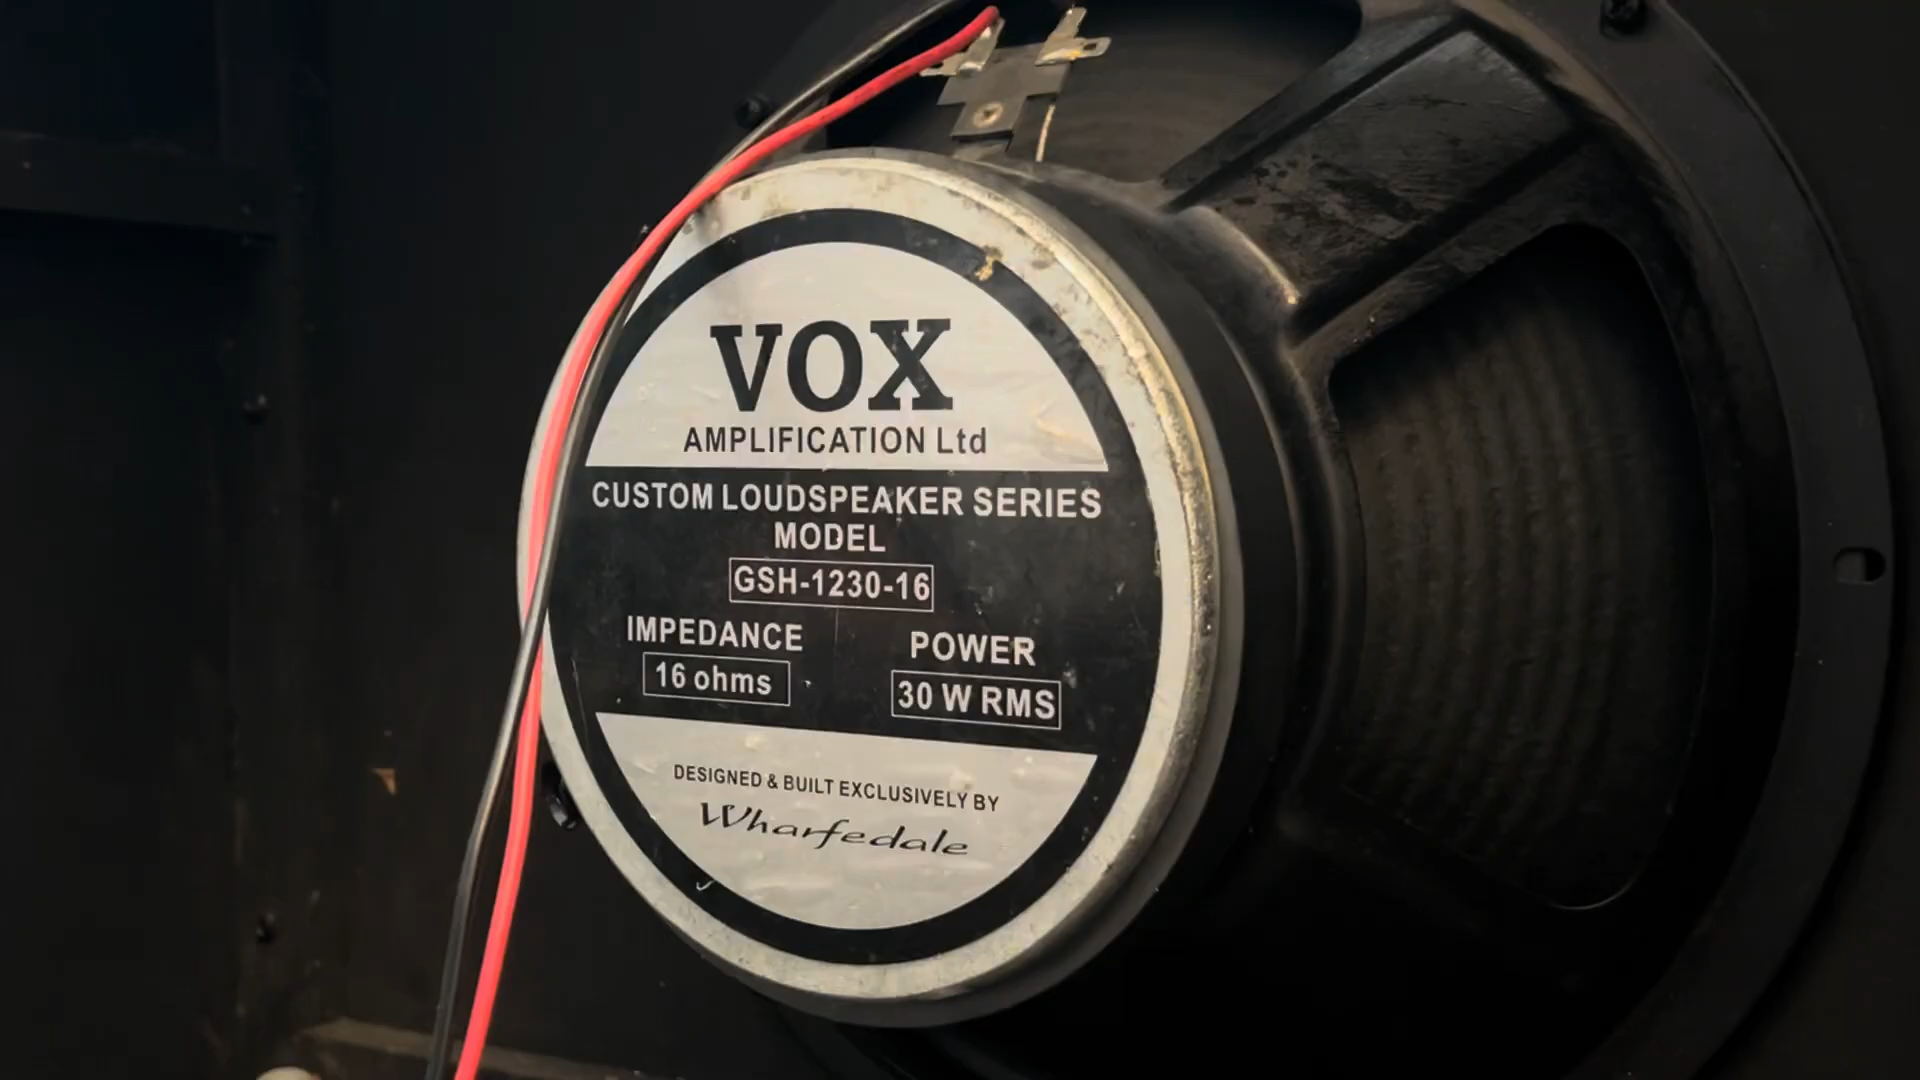 VOX
AMPLIFICATION Ltd
CUSTOM LOUDSPEAKER SERIES
MODEL
GSH-1230-16
IMPEDANCE POWER
16 ohms 30 W RMS
DESIGNED & BUILT EXCLUSIVELY BY
Wharfedale